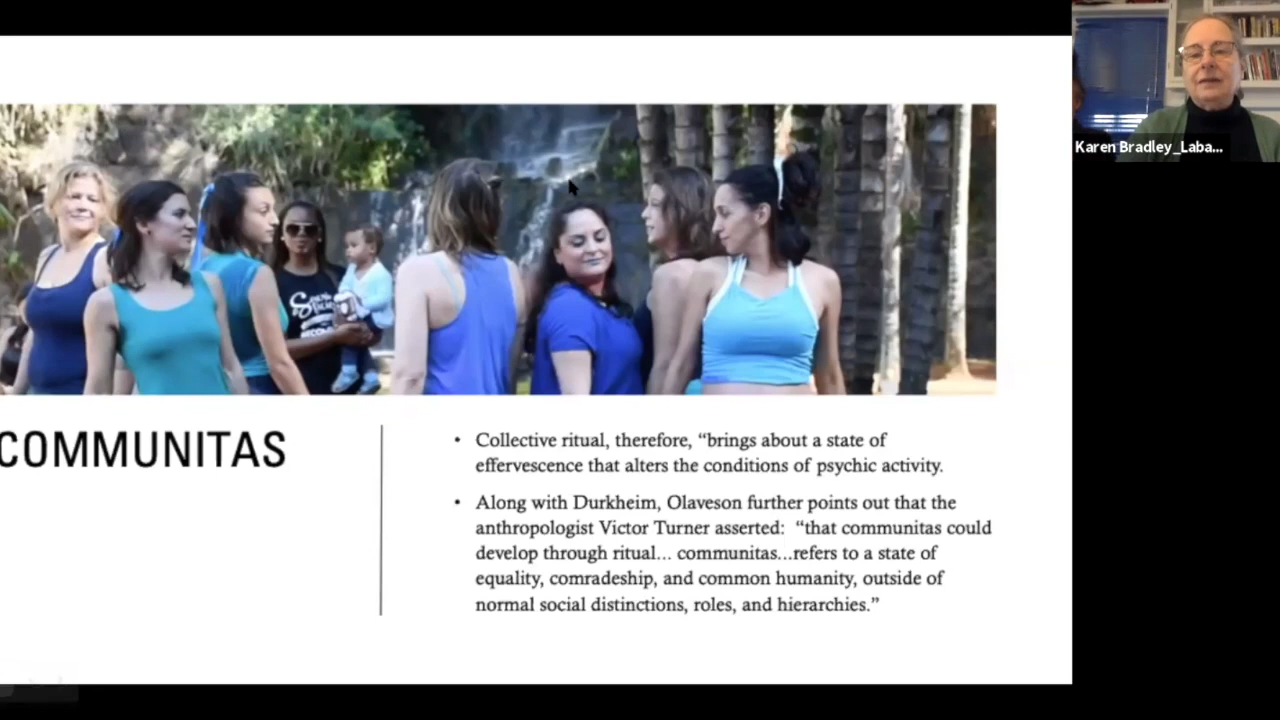 Karen Bradley_Laba...
COMMUNITAS
• Collective ritual, therefore, “brings about a state of
effervescence that alters the conditions of psychic activity.
• Along with Durkheim, Olaveson further points out that the
anthropologist Victor Turner asserted:  “that communitas could
develop through ritual... communitas...refers to a state of
equality, comradeship, and common humanity, outside of
normal social distinctions, roles, and hierarchies.”